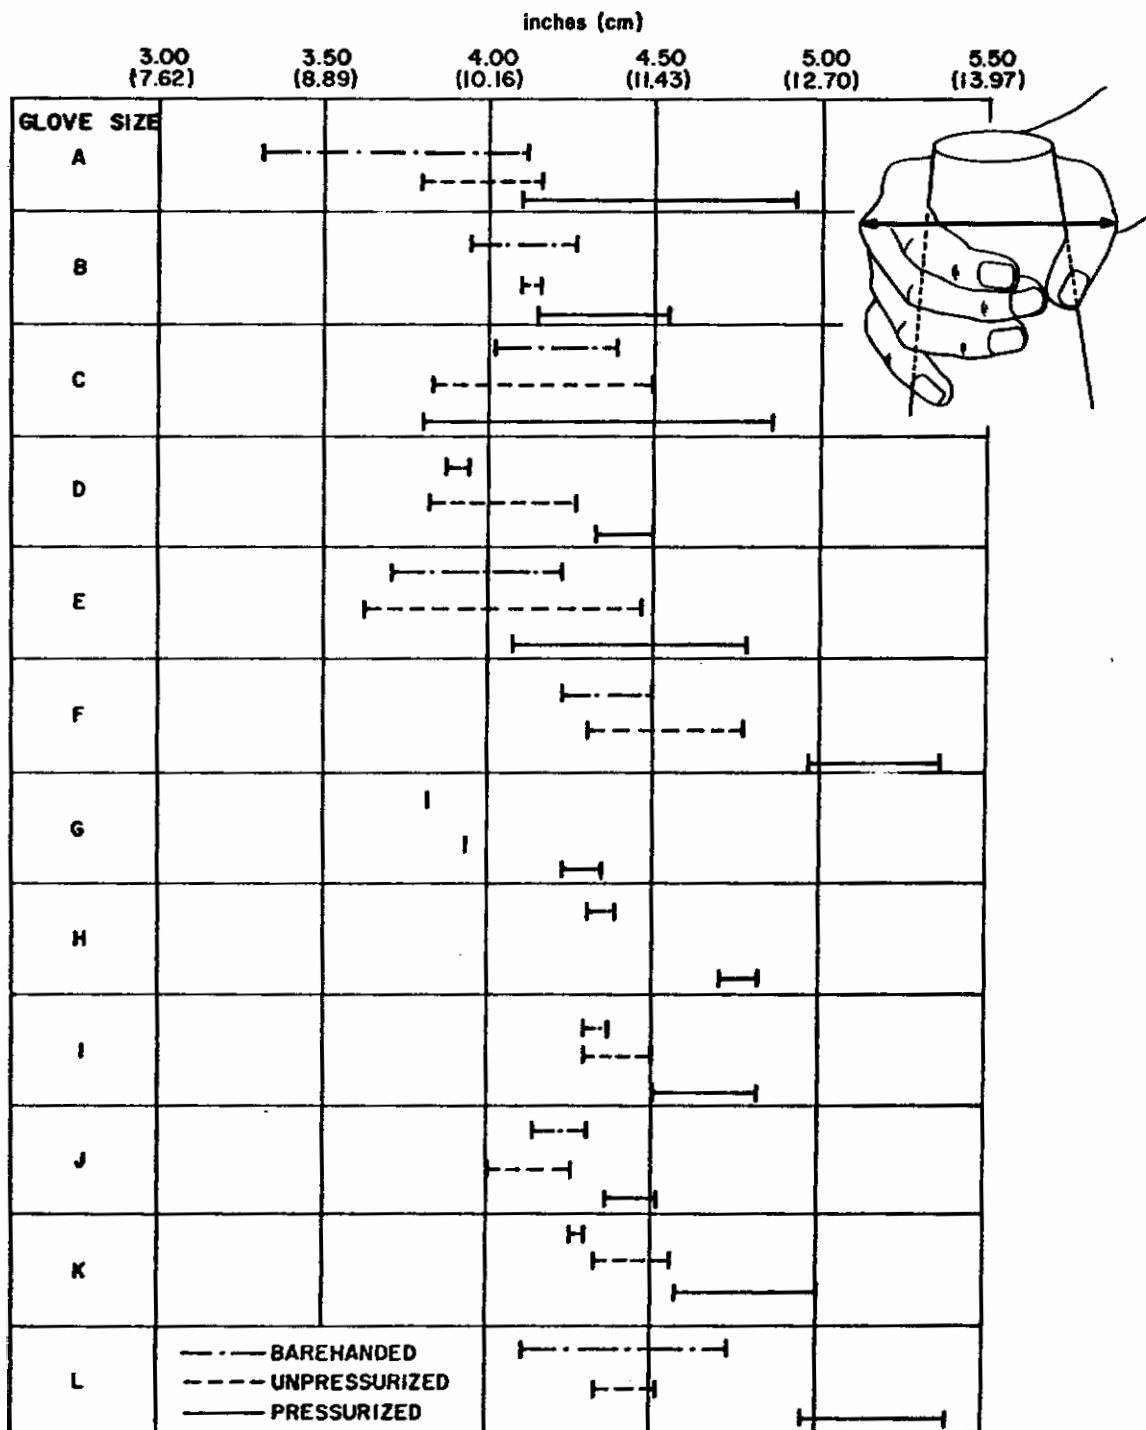 inches (cm)
3.00 3.50 4.00 4.50 5.00 5.50
(7.62) (8.89) (10.16) (11.43) (12.70) (13.97)
GLOVE SIZE
A
B
C
D
E
F
G
H
I
J
K
L
BAREHANDED
UNPRESSURIZED
PRESSURIZED